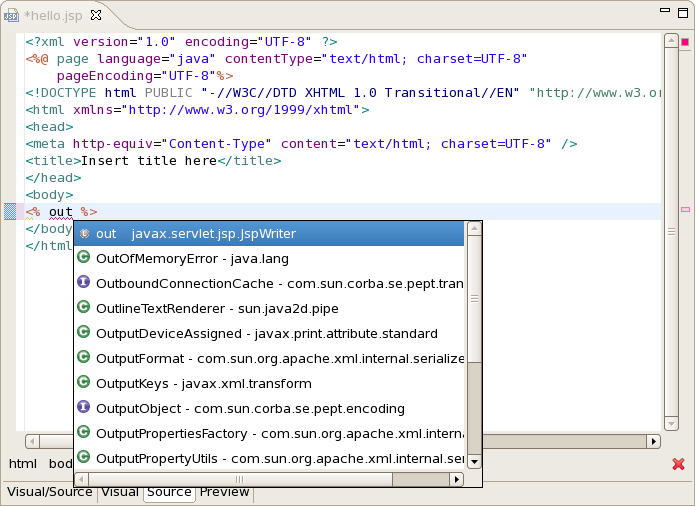 *hello.jsp
<?xml version="1.0" encoding="UTF-8" ?>
<%@ page language="java" contentType="text/html; charset=UTF-8"
pageEncoding="UTF-8"%>
<!DOCTYPE html PUBLIC "-//W3C//DTD XHTML 1.0 Transitional//EN" "http://www.w3.or
<html xmlns="http://www.w3.org/1999/xhtml">
<head>
<meta http-equiv="Content-Type" content="text/html; charset=UTF-8" />
<title>Insert title here</title>
</head>
<body>
<% out %>
</body
</html
out javax.servlet.jsp.JspWriter
OutOfMemoryError - java.lang
OutboundConnectionCache - com.sun.corba.se.pept.tran
OutlineTextRenderer - sun.java2d.pipe
OutputDeviceAssigned - javax.print.attribute.standard
OutputFormat - com.sun.org.apache.xml.internal.serialize
OutputKeys - javax.xml.transform
OutputObject - com.sun.corba.se.pept.encoding
OutputPropertiesFactory - com.sun.org.apache.xml.intern
OutputPropertyUtils - com.sun.org.apache.xml.internal.ser
html bod
Visual/Source Visual Source Preview